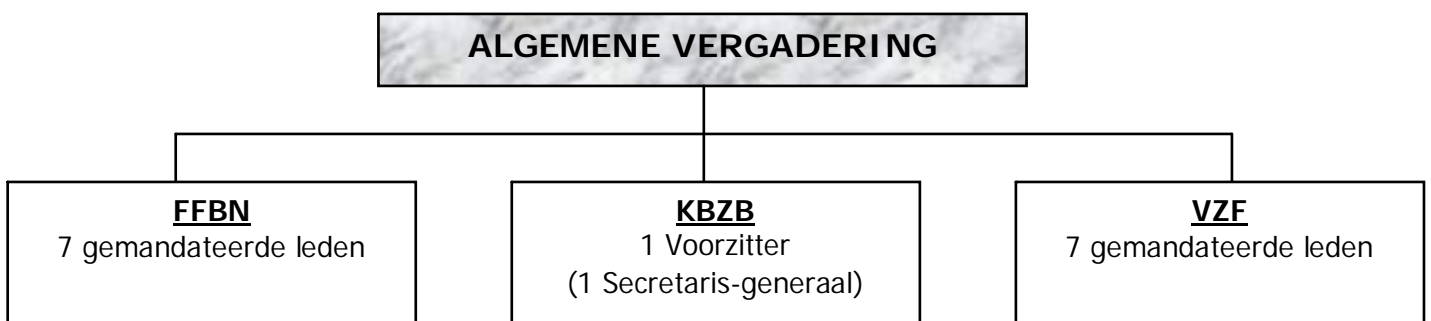 ALGEMENE VERGADERING
FFBN
7 gemandateerde leden
KBZB
1 Voorzitter
(1 Secretaris-generaal)
VZF
7 gemandateerde leden